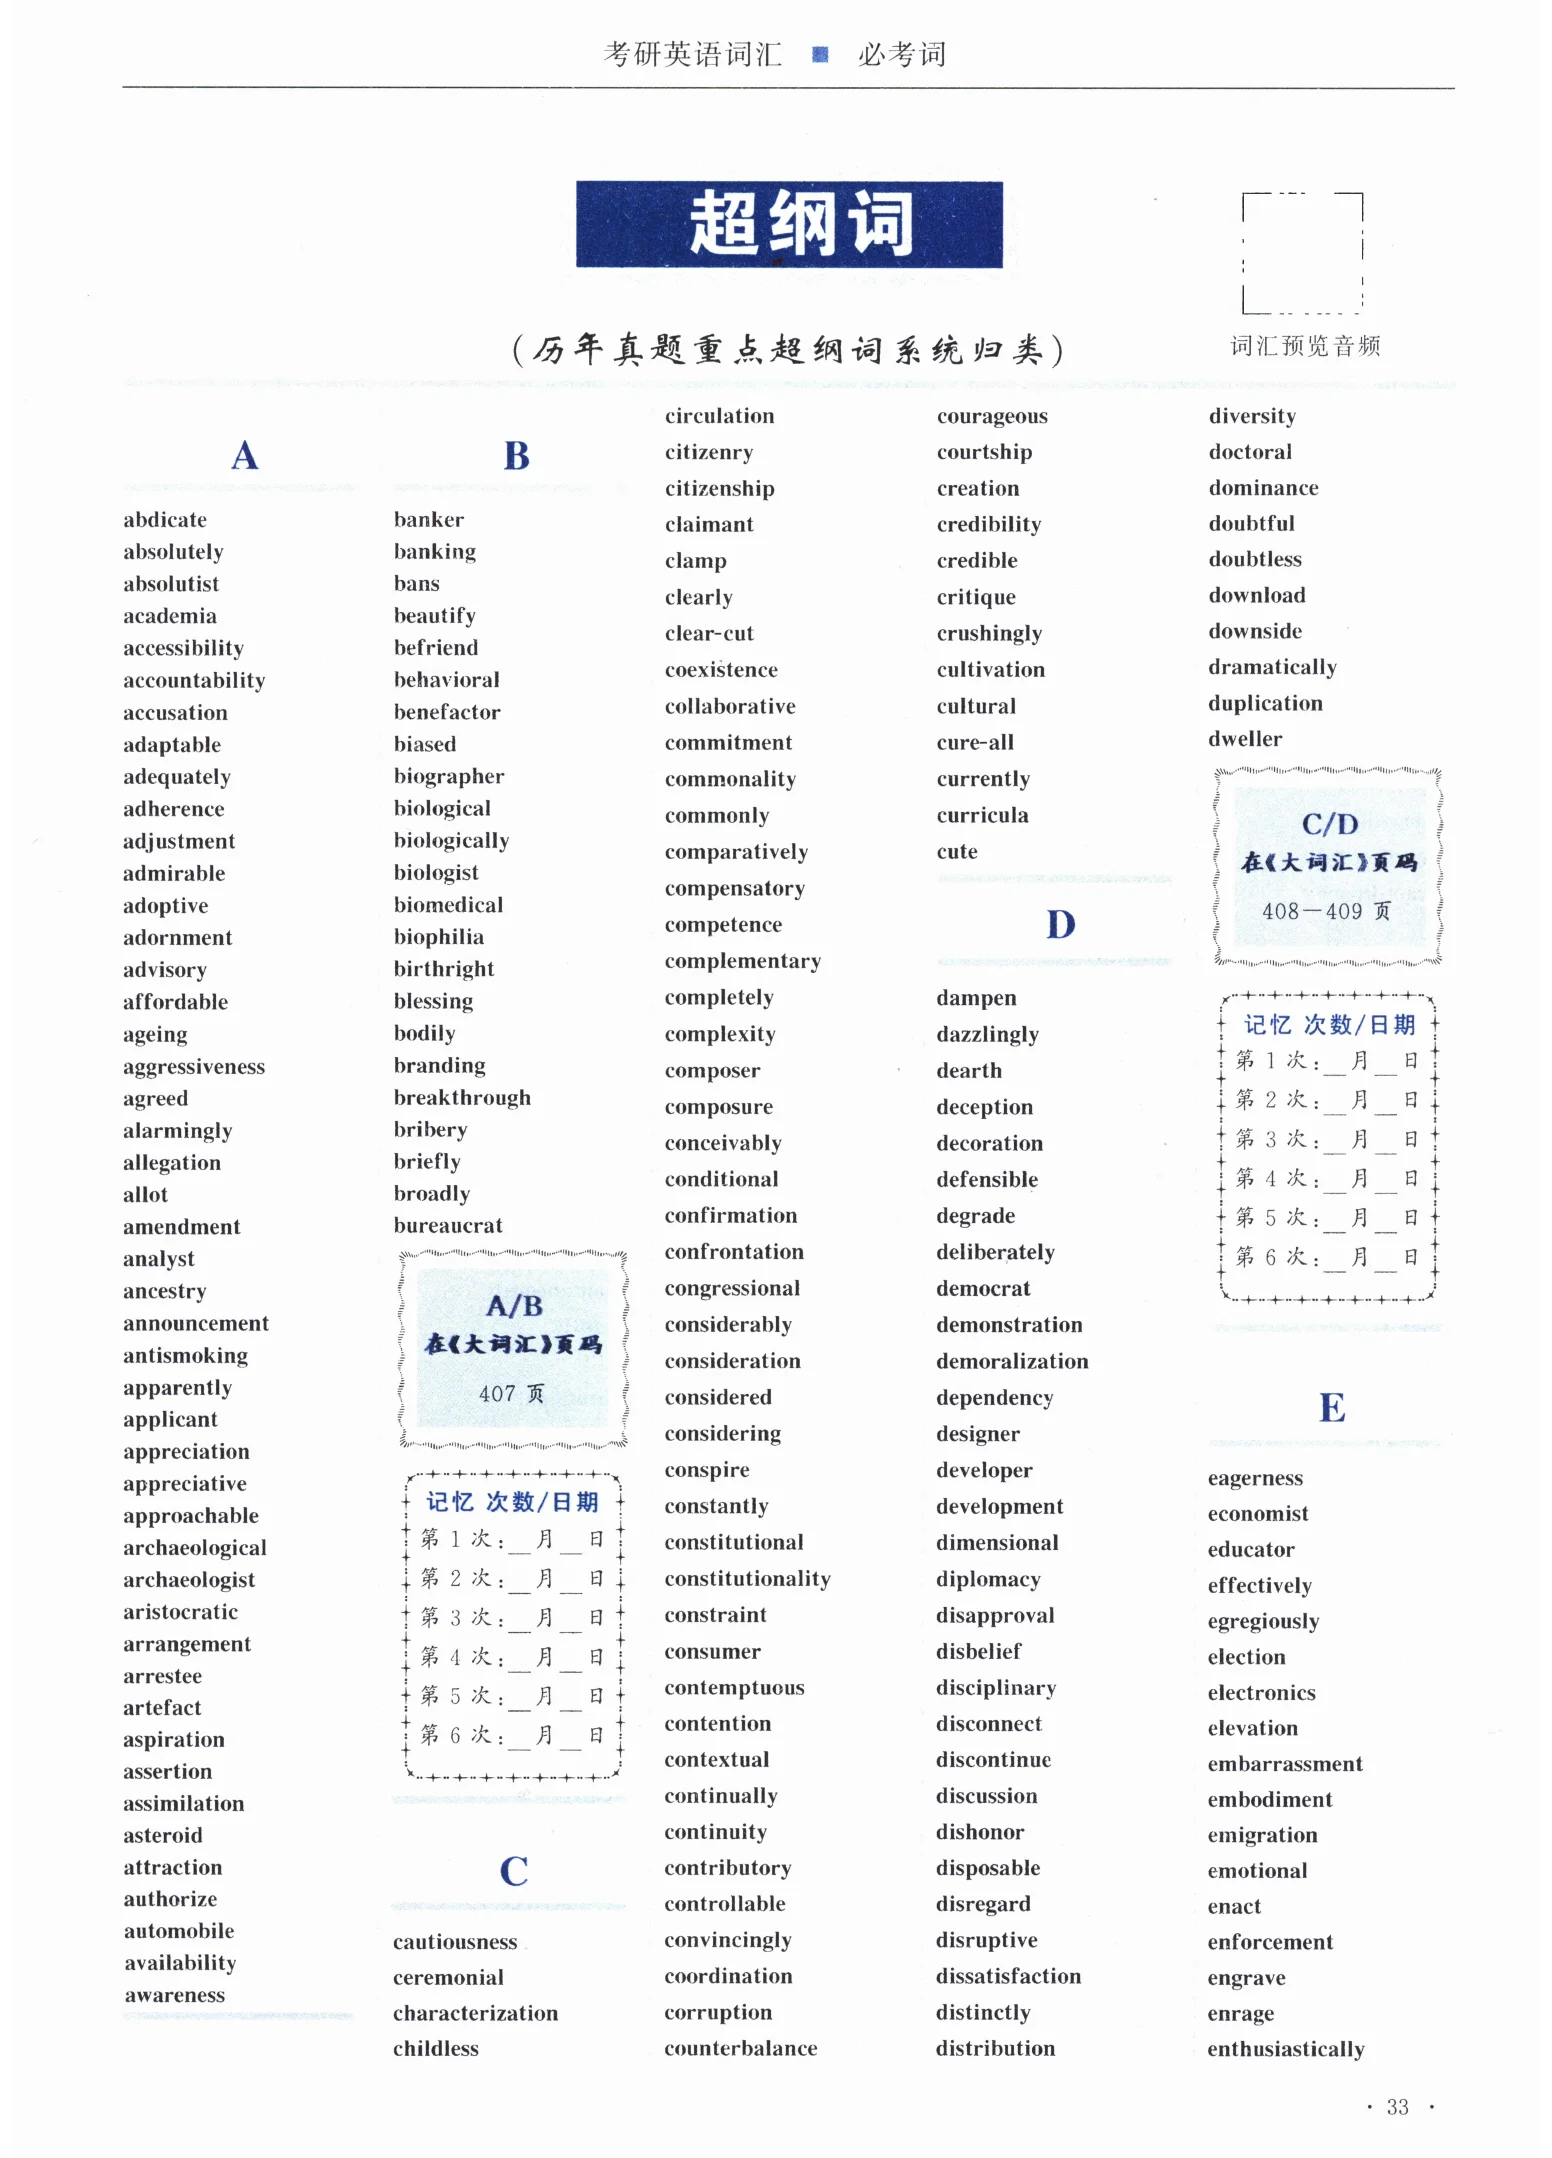 考研英语词汇 ■ 必考词
超纲词
(历年真题重点超纲词系统归类)
词汇预览音频
A
abdicate
absolutely
absolutist
academia
accessibility
accountability
accusation
adaptable
adequately
adherence
adjustment
admirable
adoptive
adornment
advisory
affordable
ageing
aggressiveness
agreed
alarmingly
allegation
allot
amendment
analyst
ancestry
announcement
antismoking
apparently
applicant
appreciation
appreciative
approachable
archaeological
archaeologist
aristocratic
arrangement
arrestee
artefact
aspiration
assertion
assimilation
asteroid
attraction
authorize
automobile
availability
awareness
B
banker
banking
bans
beautify
befriend
behavioral
benefactor
biased
biographer
biological
biologically
biologist
biomedical
biophilia
birthright
blessing
bodily
branding
breakthrough
bribery
briefly
broadly
bureaucrat
A/B
在《大词汇》页码
407 页
记忆 次数/日期
第 1 次:__月__日
第 2 次:__月__日
第 3 次:__月__日
第 4 次:__月__日
第 5 次:__月__日
第 6 次:__月__日
C
cautiousness
ceremonial
characterization
childless
circulation
citizenry
citizenship
claimant
clamp
clearly
clear-cut
coexistence
collaborative
commitment
commonality
commonly
comparatively
compensatory
competence
complementary
completely
complexity
composer
composure
conceivably
conditional
confirmation
confrontation
congressional
considerably
consideration
considered
considering
conspire
constantly
constitutional
constitutionality
constraint
consumer
contemptuous
contention
contextual
continually
continuity
contributory
controllable
convincingly
coordination
corruption
counterbalance
courageous
courtship
creation
credibility
credible
critique
crushingly
cultivation
cultural
cure-all
currently
curricula
cute
D
dampen
dazzlingly
dearth
deception
decoration
defensible
degrade
deliberately
democrat
demonstration
demoralization
dependency
designer
developer
development
dimensional
diplomacy
disapproval
disbelief
disciplinary
disconnect
discontinue
discussion
dishonor
disposable
disregard
disruptive
dissatisfaction
distinctly
distribution
diversity
doctoral
dominance
doubtful
doubtless
download
downside
dramatically
duplication
dweller
C/D
在《大词汇》页码
408－409 页
记忆 次数/日期
第 1 次:__月__日
第 2 次:__月__日
第 3 次:__月__日
第 4 次:__月__日
第 5 次:__月__日
第 6 次:__月__日
E
eagerness
economist
educator
effectively
egregiously
election
electronics
elevation
embarrassment
embodiment
emigration
emotional
enact
enforcement
engrave
enrage
enthusiastically
· 33 ·